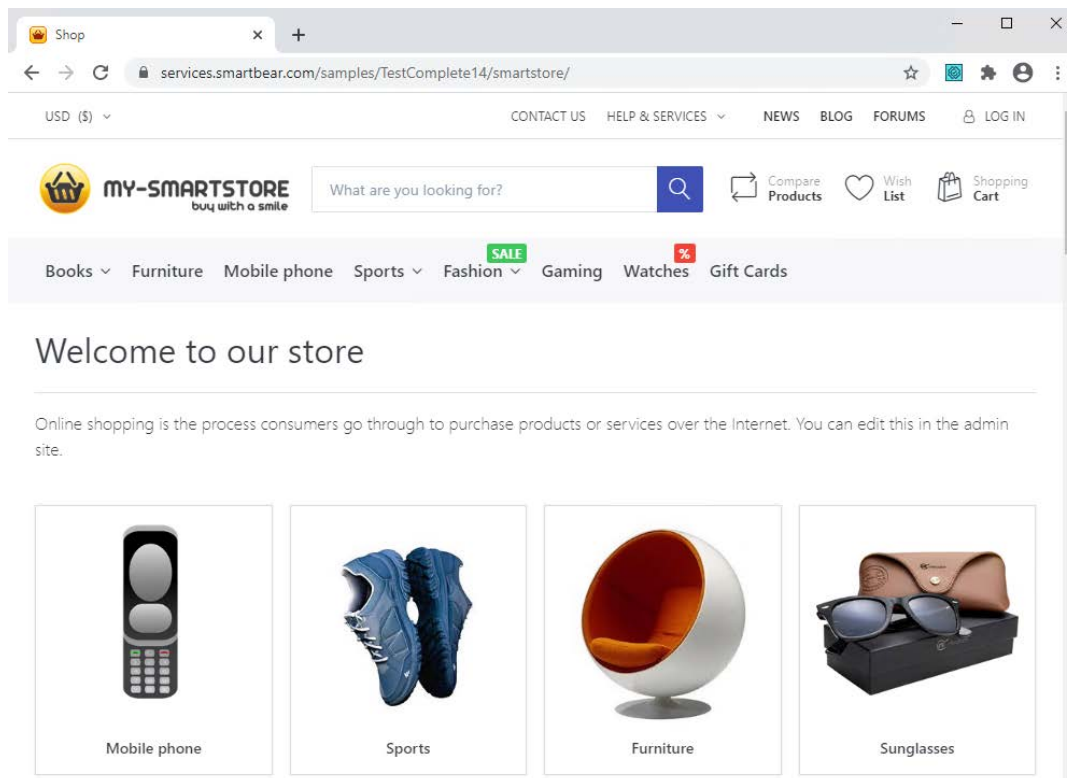 Shop
services.smartbear.com/samples/TestComplete14/smartstore/
USD ($) CONTACT US HELP & SERVICES NEWS BLOG FORUMS LOG IN
MY-SMARTSTORE
buy with a smile
What are you looking for?
Compare
Products
Wish
List
Shopping
Cart
SALE %
Books Furniture Mobile phone Sports Fashion Gaming Watches Gift Cards
Welcome to our store
Online shopping is the process consumers go through to purchase products or services over the Internet. You can edit this in the admin
site.
Mobile phone Sports Furniture Sunglasses